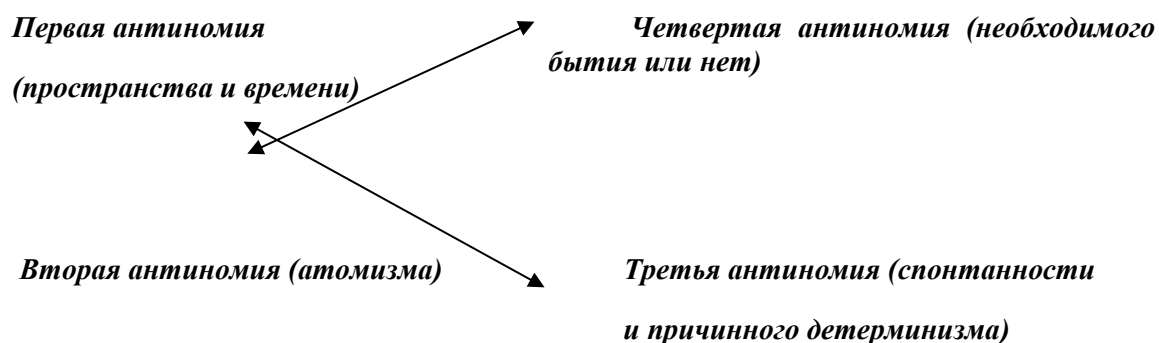 Первая антиномия
(пространства и времени)
Четвертая антиномия (необходимого
бытия или нет)
Вторая антиномия (атомизма)
Третья антиномия (спонтанности
и причинного детерминизма)